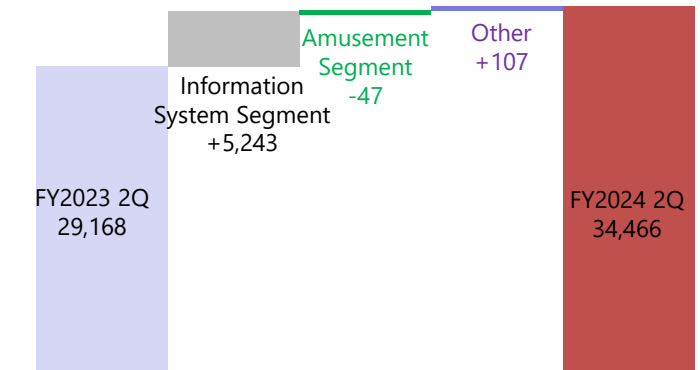 FY2023 2Q
29,168
Information
System Segment
+5,243
Amusement
Segment
-47
Other
+107
FY2024 2Q
34,466